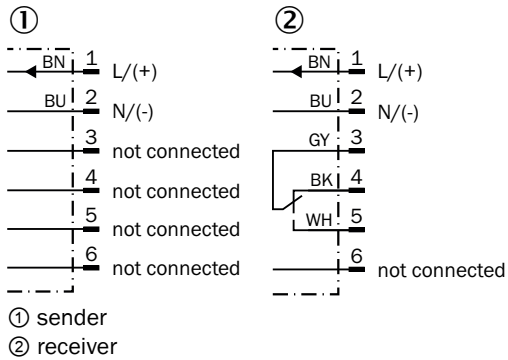 ① ②
BN 1 L/(+)
BU 2 N/(-)
3 not connected
4 not connected
5 not connected
6 not connected
BN 1 L/(+)
BU 2 N/(-)
GY 3
BK 4
WH 5
6 not connected
① sender
② receiver